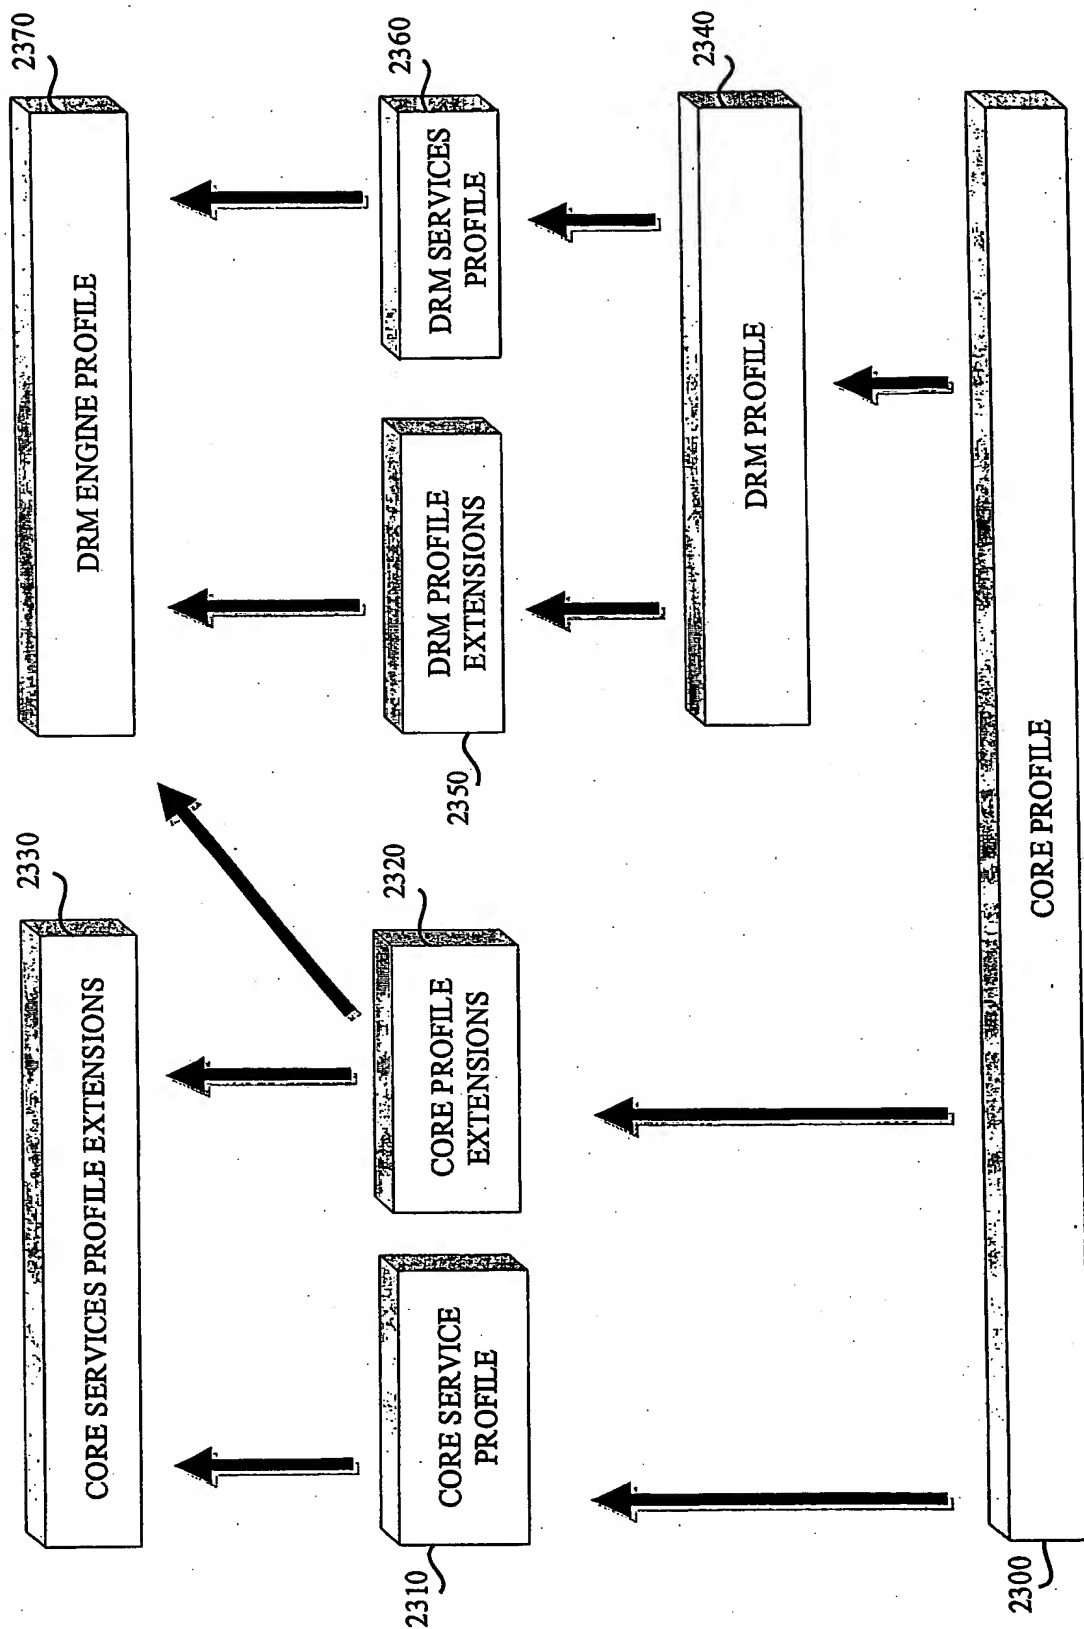 2330
CORE SERVICES PROFILE EXTENSIONS
2370
DRM ENGINE PROFILE
2310
CORE SERVICE
PROFILE
2320
CORE PROFILE
EXTENSIONS
2350
DRM PROFILE
EXTENSIONS
2360
DRM SERVICES
PROFILE
2340
DRM PROFILE
2300
CORE PROFILE